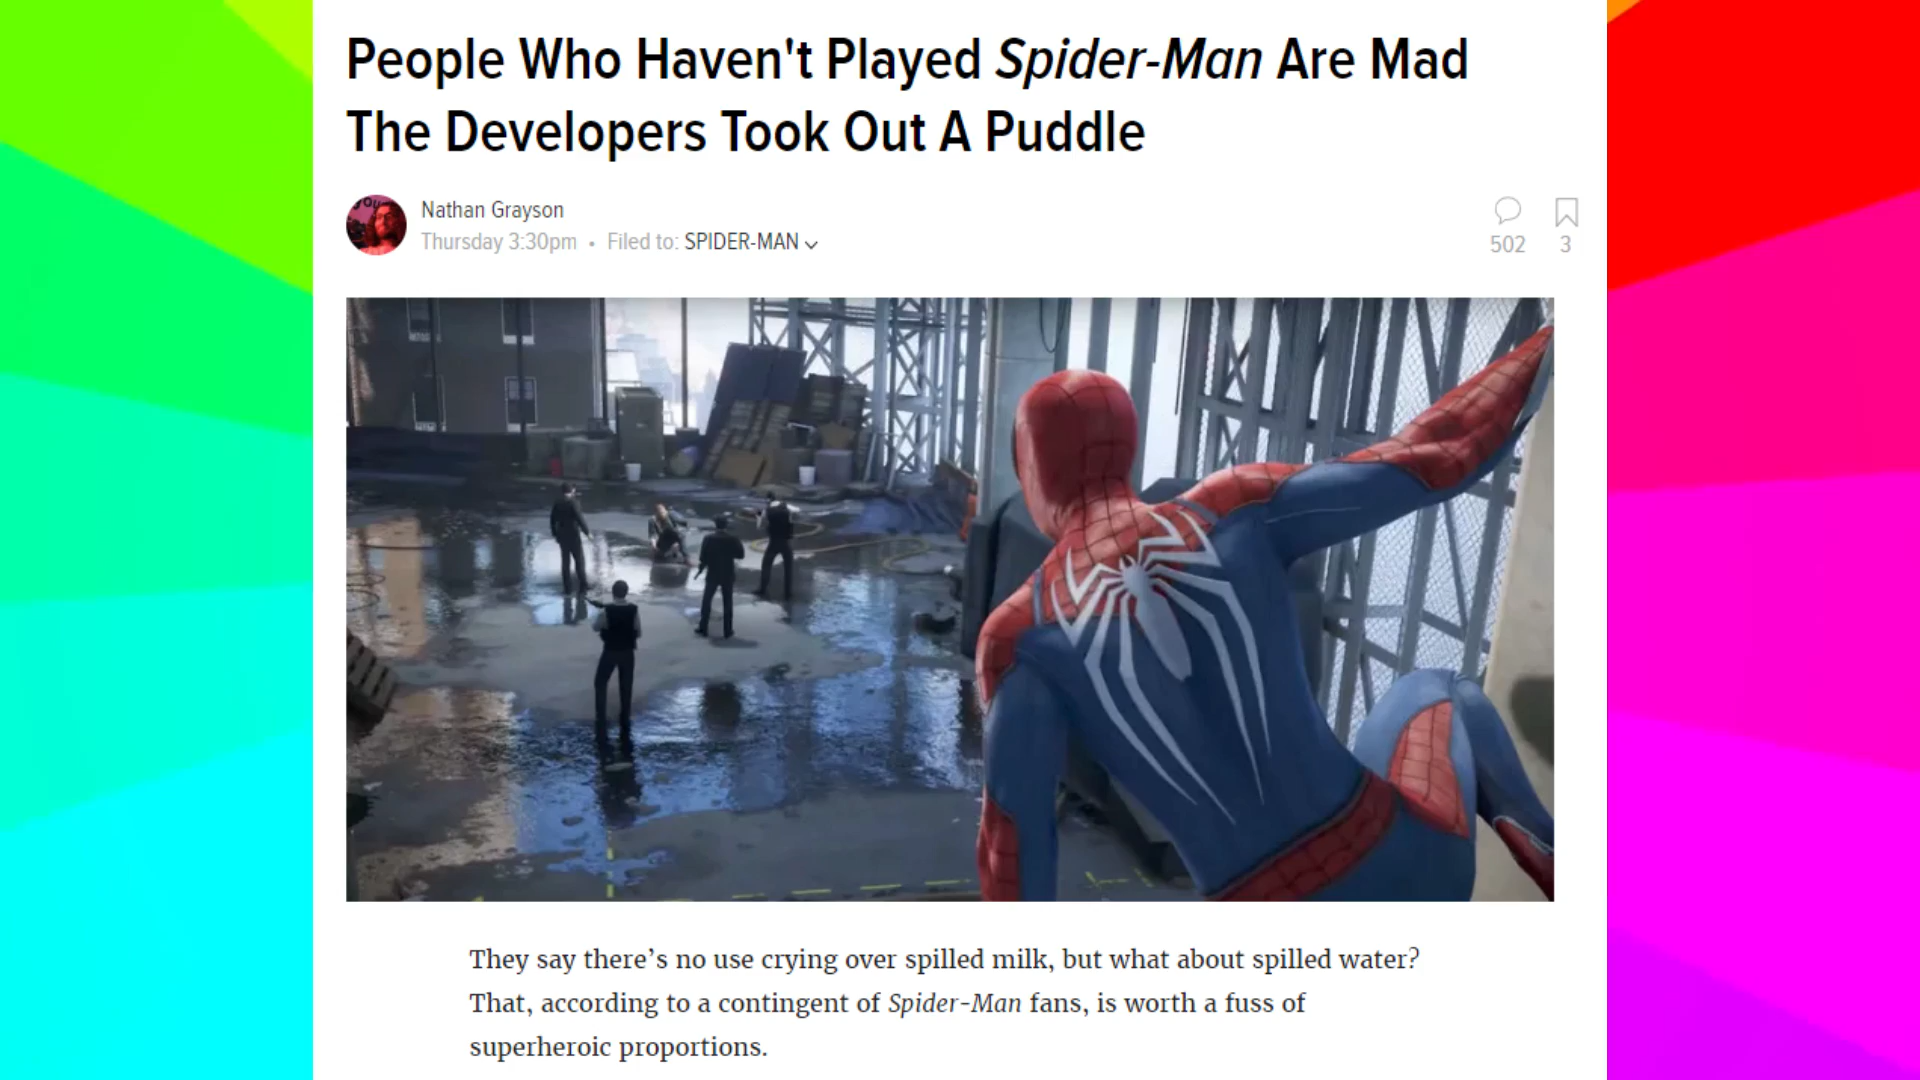 People Who Haven't Played Spider-Man Are Mad
The Developers Took Out A Puddle
Nathan Grayson
Thursday 3:30pm • Filed to: SPIDER-MAN
502
3
They say there’s no use crying over spilled milk, but what about spilled water?
That, according to a contingent of Spider-Man fans, is worth a fuss of
superheroic proportions.